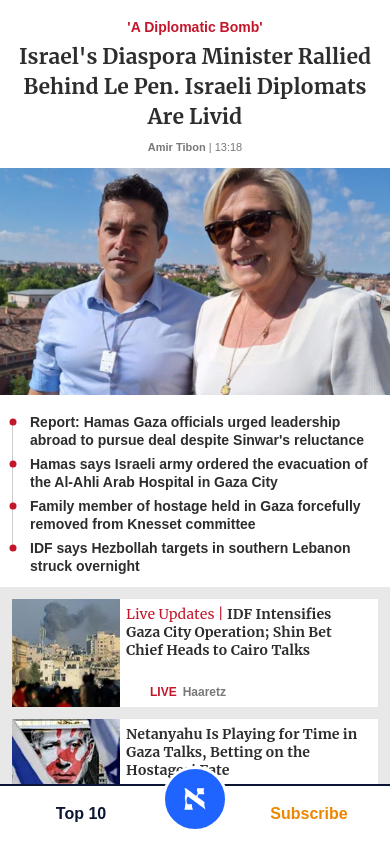 'A Diplomatic Bomb'
Israel's Diaspora Minister Rallied
Behind Le Pen. Israeli Diplomats
Are Livid
Amir Tibon | 13:18
Report: Hamas Gaza officials urged leadership
abroad to pursue deal despite Sinwar's reluctance
Hamas says Israeli army ordered the evacuation of
the Al-Ahli Arab Hospital in Gaza City
Family member of hostage held in Gaza forcefully
removed from Knesset committee
IDF says Hezbollah targets in southern Lebanon
struck overnight
Live Updates | IDF Intensifies
Gaza City Operation; Shin Bet
Chief Heads to Cairo Talks
LIVE Haaretz
Netanyahu Is Playing for Time in
Gaza Talks, Betting on the
Top 10
Subscribe